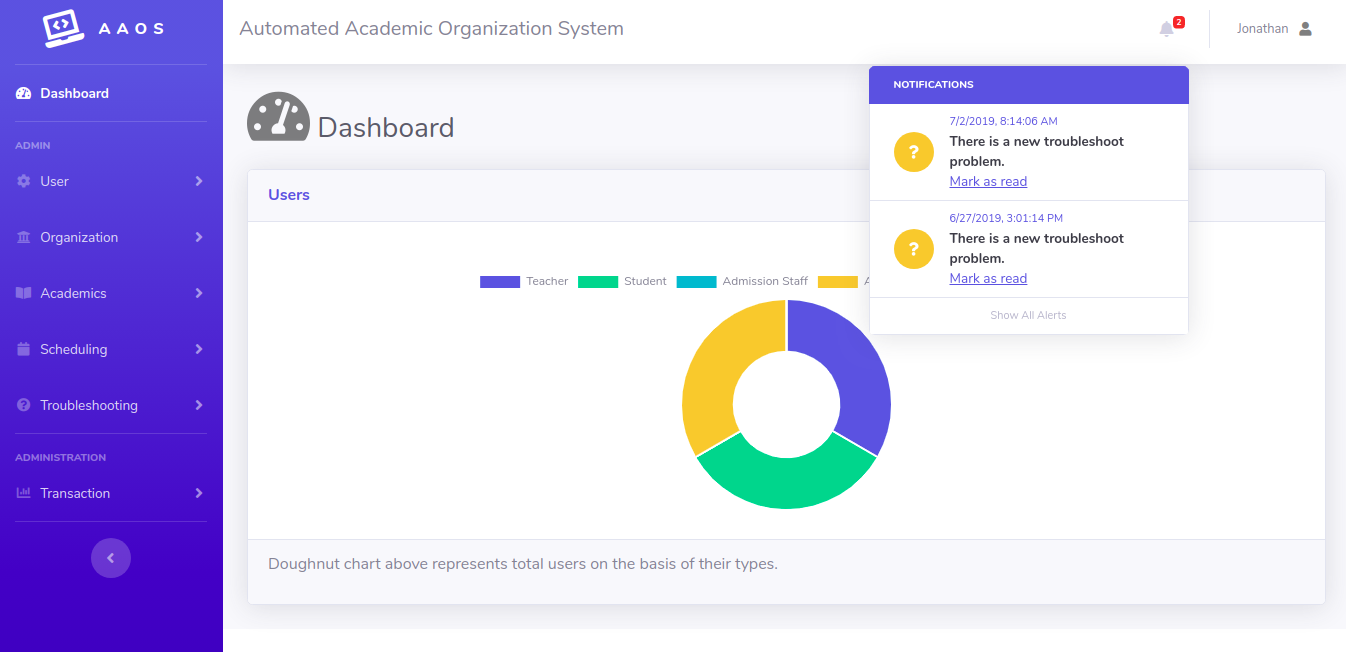 AAOS
Dashboard
ADMIN
User
Organization
Academics
Scheduling
Troubleshooting
ADMINISTRATION
Transaction
Automated Academic Organization System
2
Jonathan
Dashboard
NOTIFICATIONS
7/2/2019, 8:14:06 AM
There is a new troubleshoot
problem.
Mark as read
6/27/2019, 3:01:14 PM
There is a new troubleshoot
problem.
Mark as read
Show All Alerts
Users
Teacher Student Admission Staff
Doughnut chart above represents total users on the basis of their types.